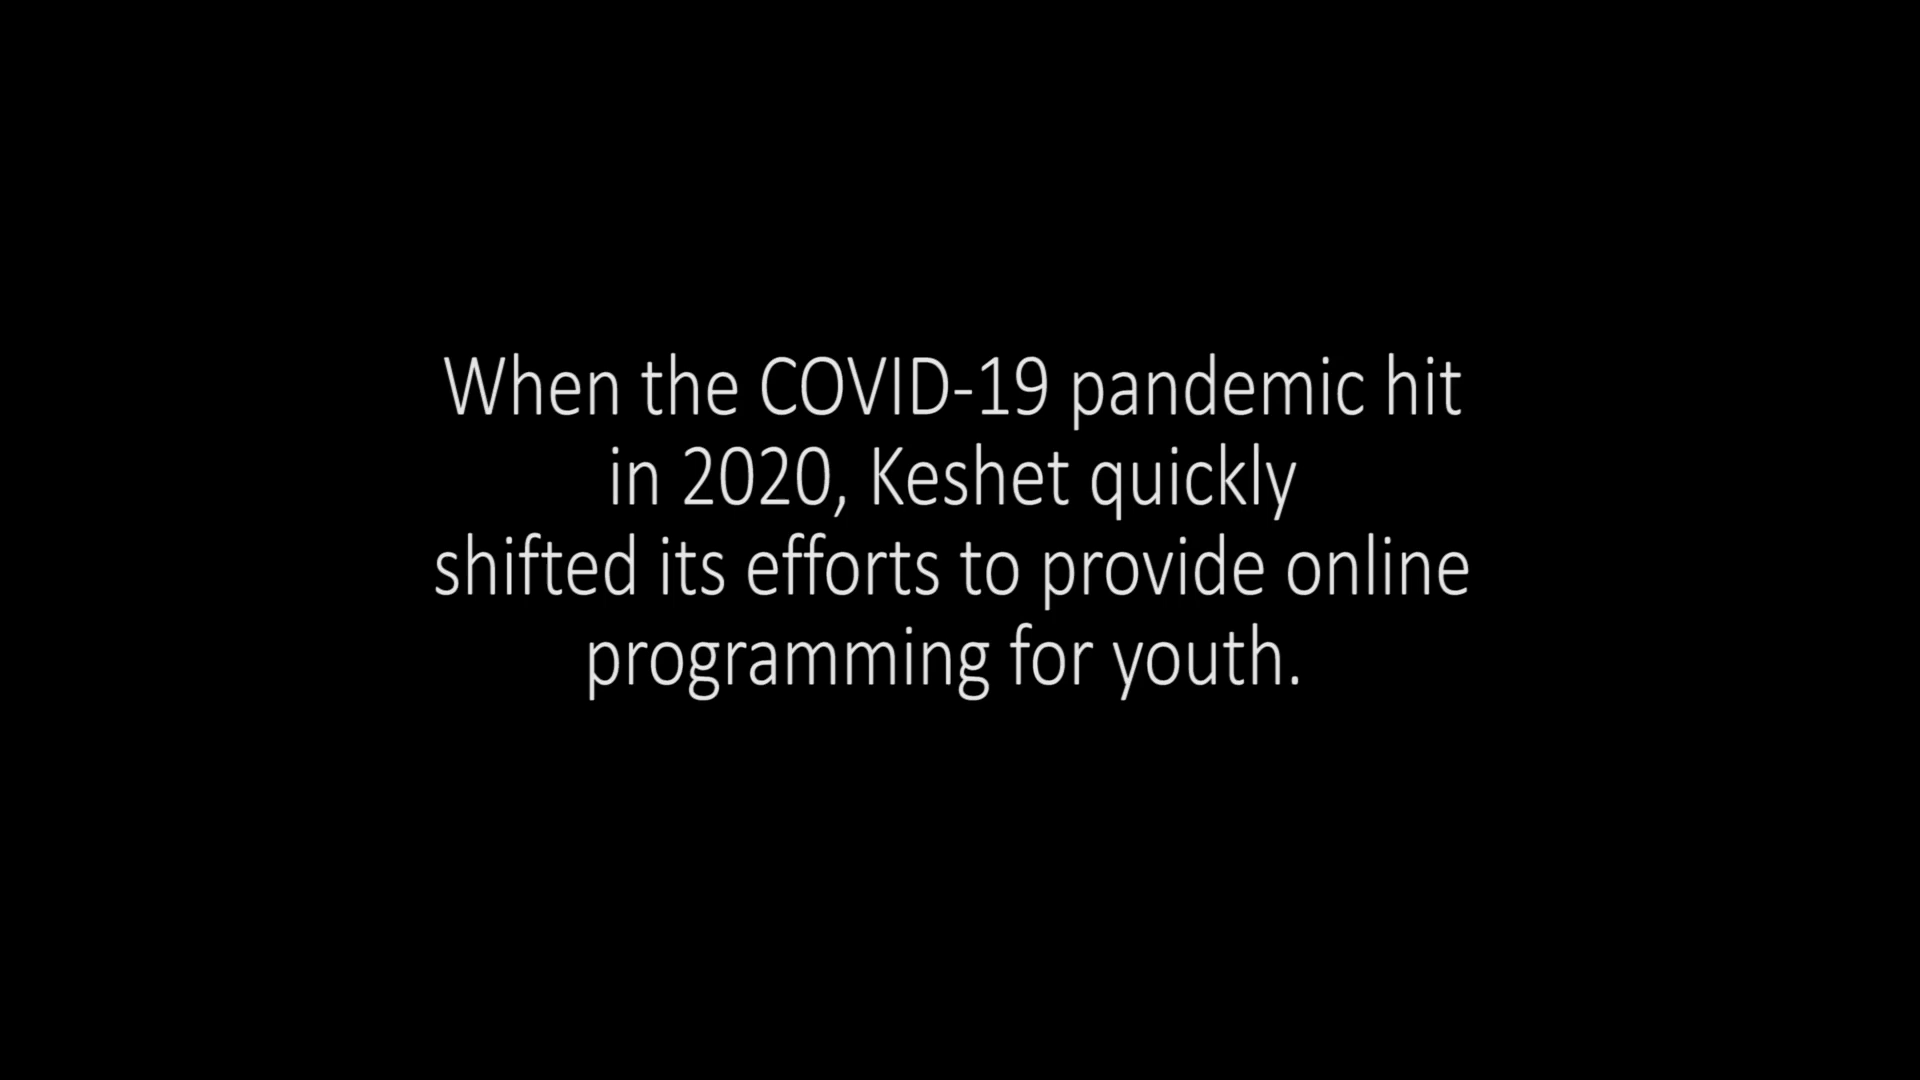 When the COVID-19 pandemic hit
in 2020, Keshet quickly
shifted its efforts to provide online
programming for youth.